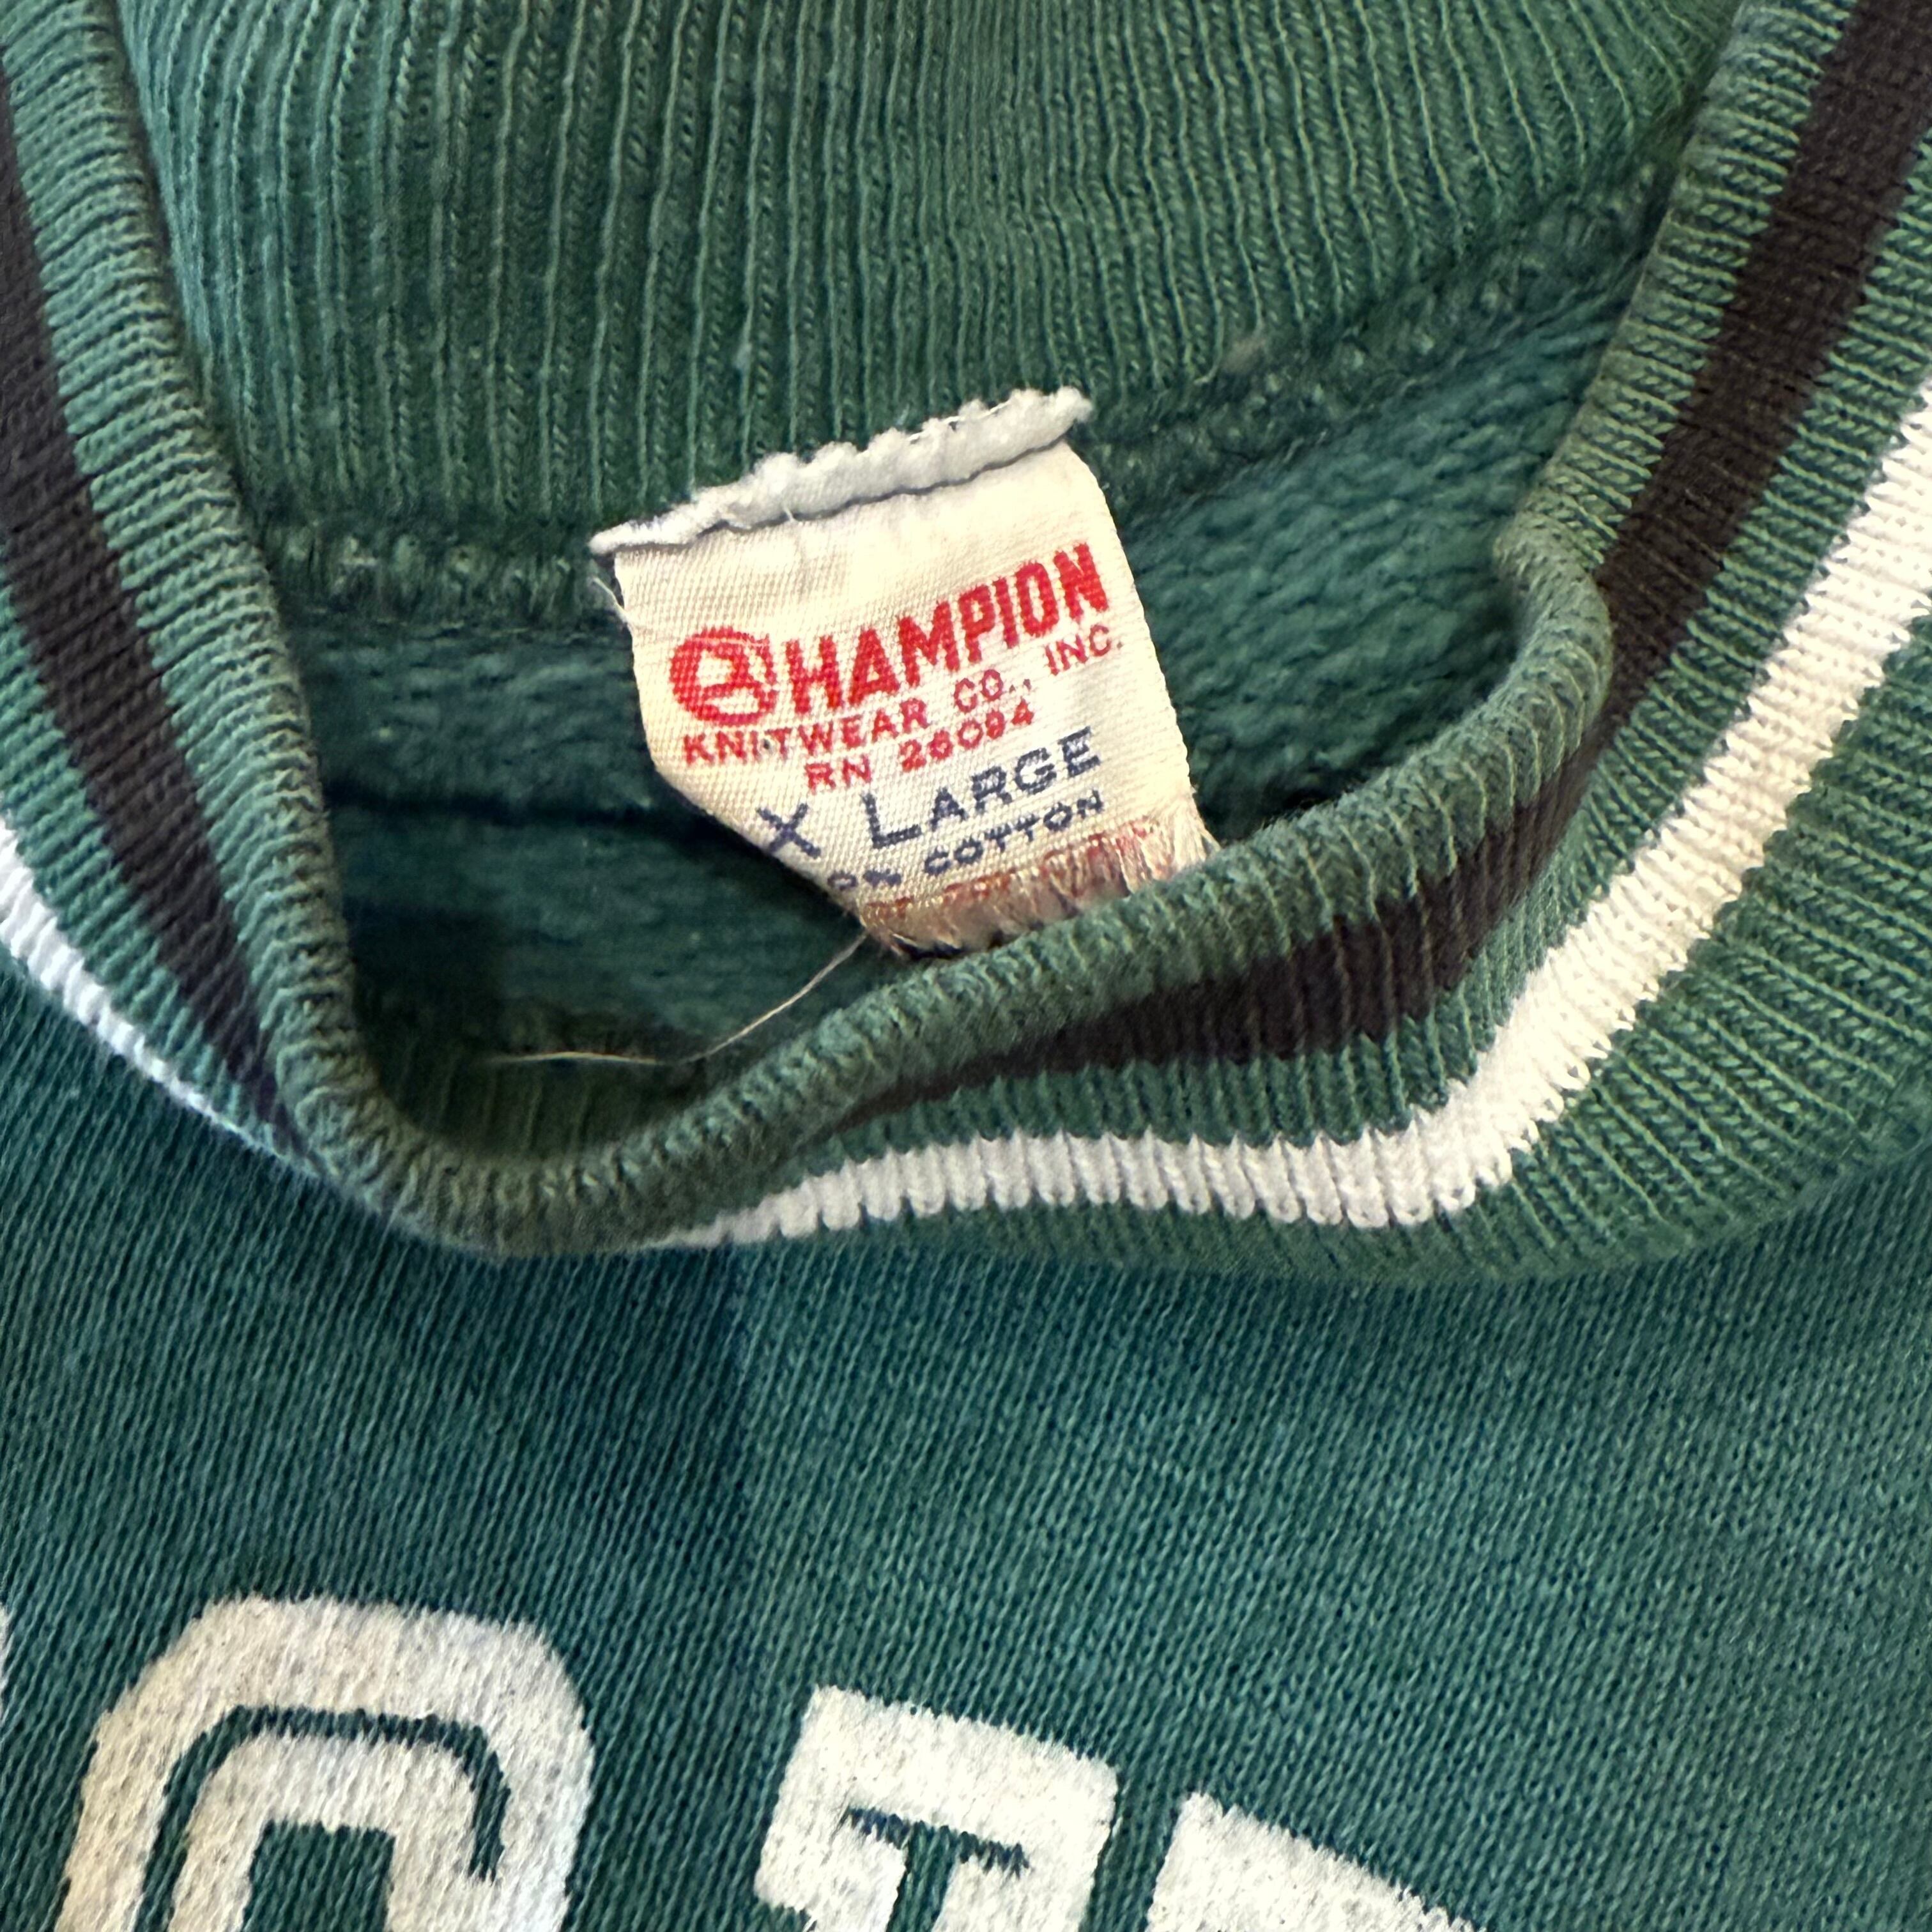 CHAMPION
KNITWEAR CO., INC.
RN 26094
X LARGE
COTTON